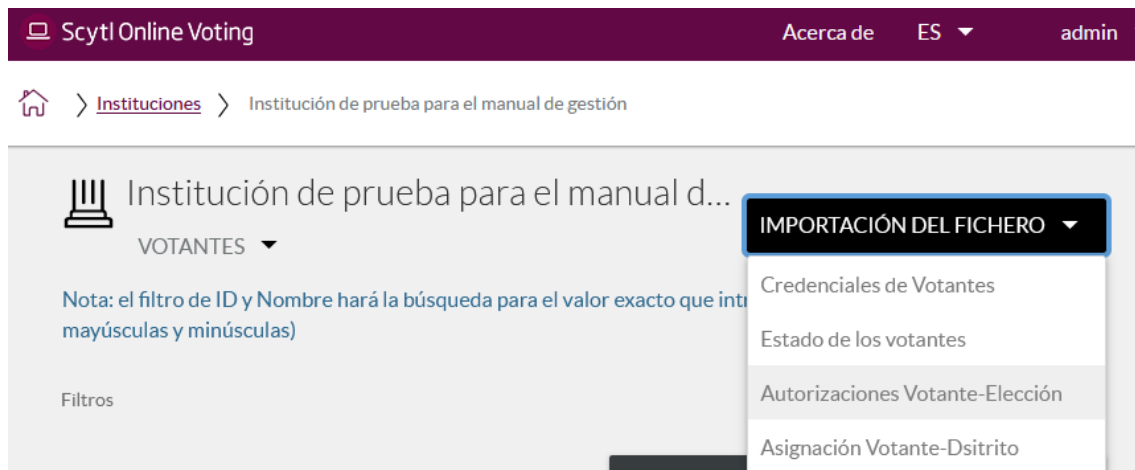 Scytl Online Voting
Acerca de
ES
admin
Instituciones
Institución de prueba para el manual de gestión
Institución de prueba para el manual d...
VOTANTES
IMPORTACIÓN DEL FICHERO
Credenciales de Votantes
Estado de los votantes
Autorizaciones Votante-Elección
Asignación Votante-Dsitrito
Nota: el filtro de ID y Nombre hará la búsqueda para el valor exacto que
mayúsculas y minúsculas)
Filtros